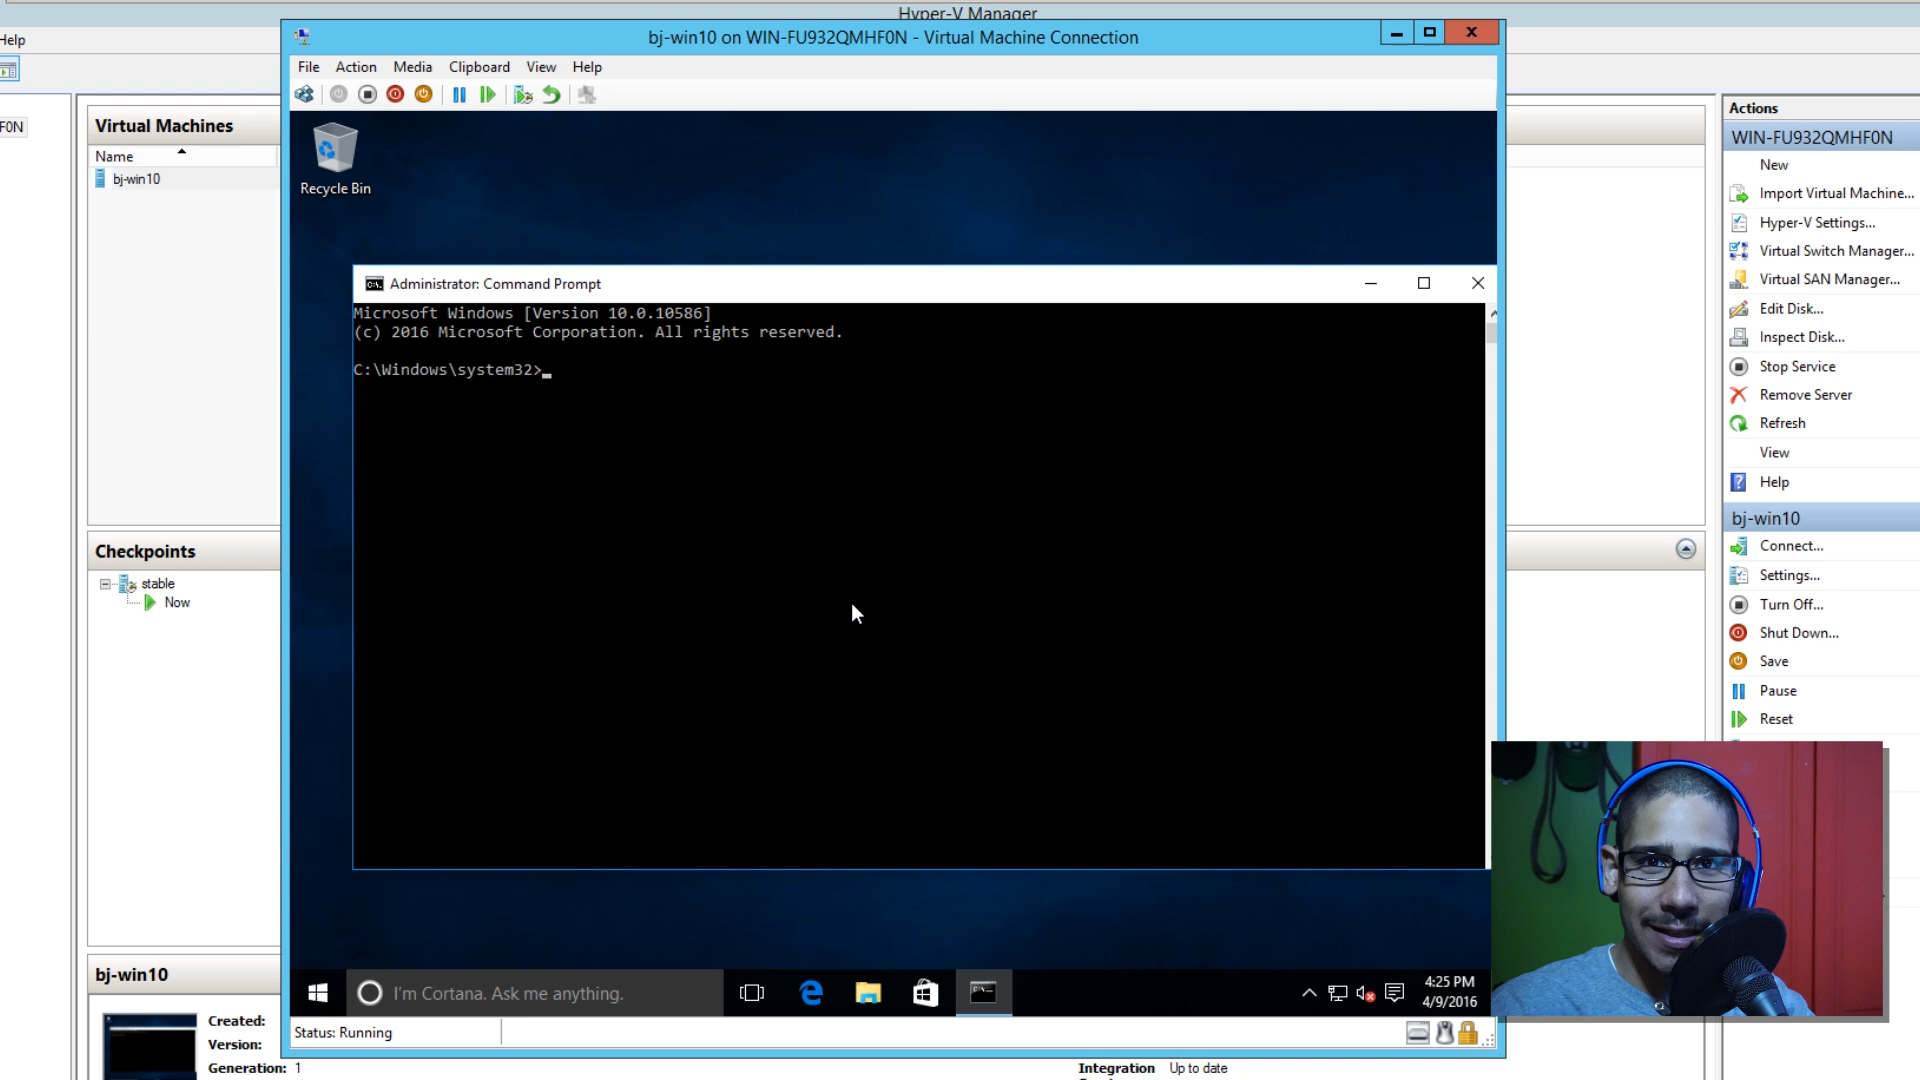 Hyper-V Manager
Help
bj-win10 on WIN-FU932QMHF0N - Virtual Machine Connection
File Action Media Clipboard View Help
F0N
Virtual Machines
Name
bj-win10
Recycle Bin
Administrator: Command Prompt
Microsoft Windows [Version 10.0.10586]
(c) 2016 Microsoft Corporation. All rights reserved.
C:\Windows\system32>
Checkpoints
stable
Now
bj-win10
Created:
Version:
Generation: 1
I'm Cortana. Ask me anything.
4:25 PM
4/9/2016
Status: Running
Integration Up to date
Actions
WIN-FU932QMHF0N
New
Import Virtual Machine...
Hyper-V Settings...
Virtual Switch Manager...
Virtual SAN Manager...
Edit Disk...
Inspect Disk...
Stop Service
Remove Server
Refresh
View
Help
bj-win10
Connect...
Settings...
Turn Off...
Shut Down...
Save
Pause
Reset